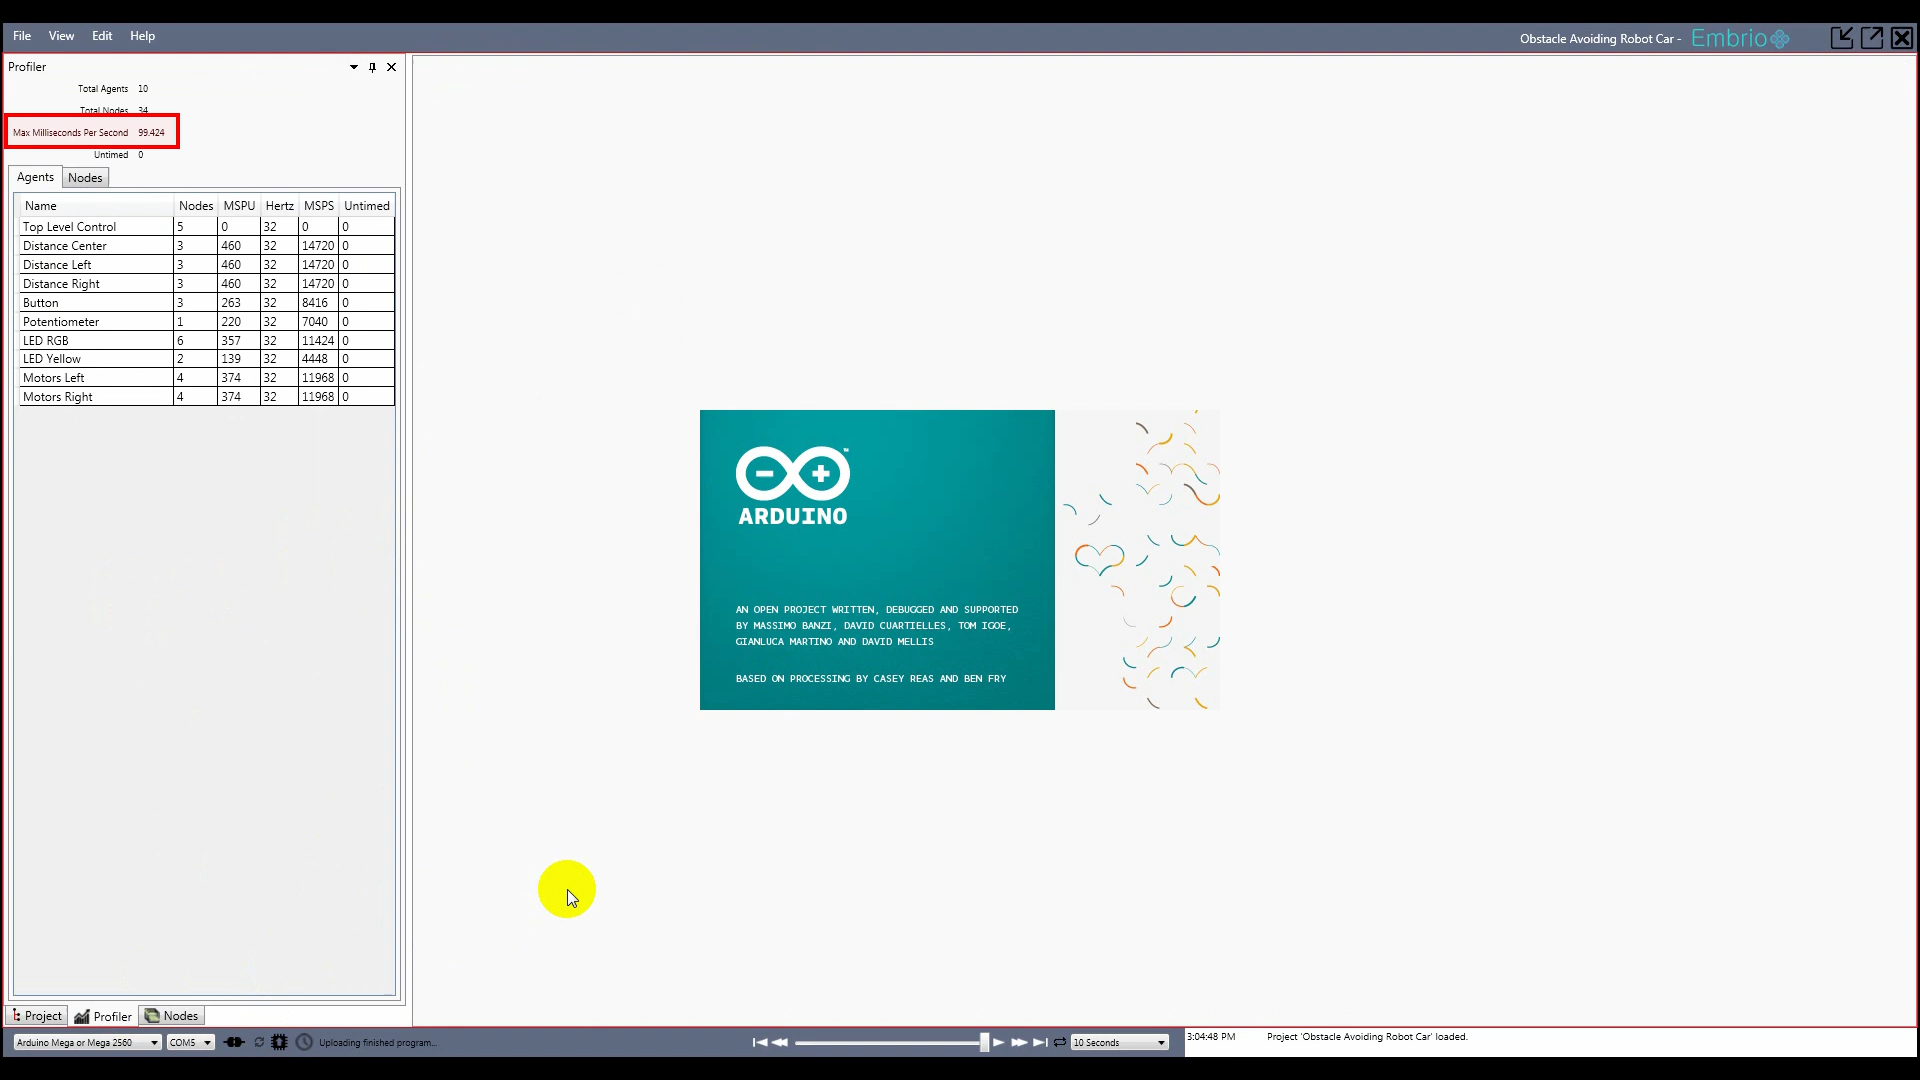 File View Edit Help
Obstacle Avoiding Robot Car - Embrio
Profiler
Total Agents 10
Total Nodes 34
Max Milliseconds Per Second 99.424
Untimed 0
Agents Nodes
Name Nodes MSPU Hertz MSPS Untimed
Top Level Control 5 0 32 0 0
Distance Center 3 460 32 14720 0
Distance Left 3 460 32 14720 0
Distance Right 3 460 32 14720 0
Button 3 263 32 8416 0
Potentiometer 1 220 32 7040 0
LED RGB 6 357 32 11424 0
LED Yellow 2 139 32 4448 0
Motors Left 4 374 32 11968 0
Motors Right 4 374 32 11968 0
ARDUINO
AN OPEN PROJECT WRITTEN, DEBUGGED AND SUPPORTED
BY MASSIMO BANZI, DAVID CUARTIELLES, TOM IGOE,
GIANLUCA MARTINO AND DAVID MELLIS
BASED ON PROCESSING BY CASEY REAS AND BEN FRY
Project Profiler Nodes
Arduino Mega or Mega 2560 COM5 Uploading finished program... 10 Seconds 3:04:48 PM Project 'Obstacle Avoiding Robot Car' loaded.